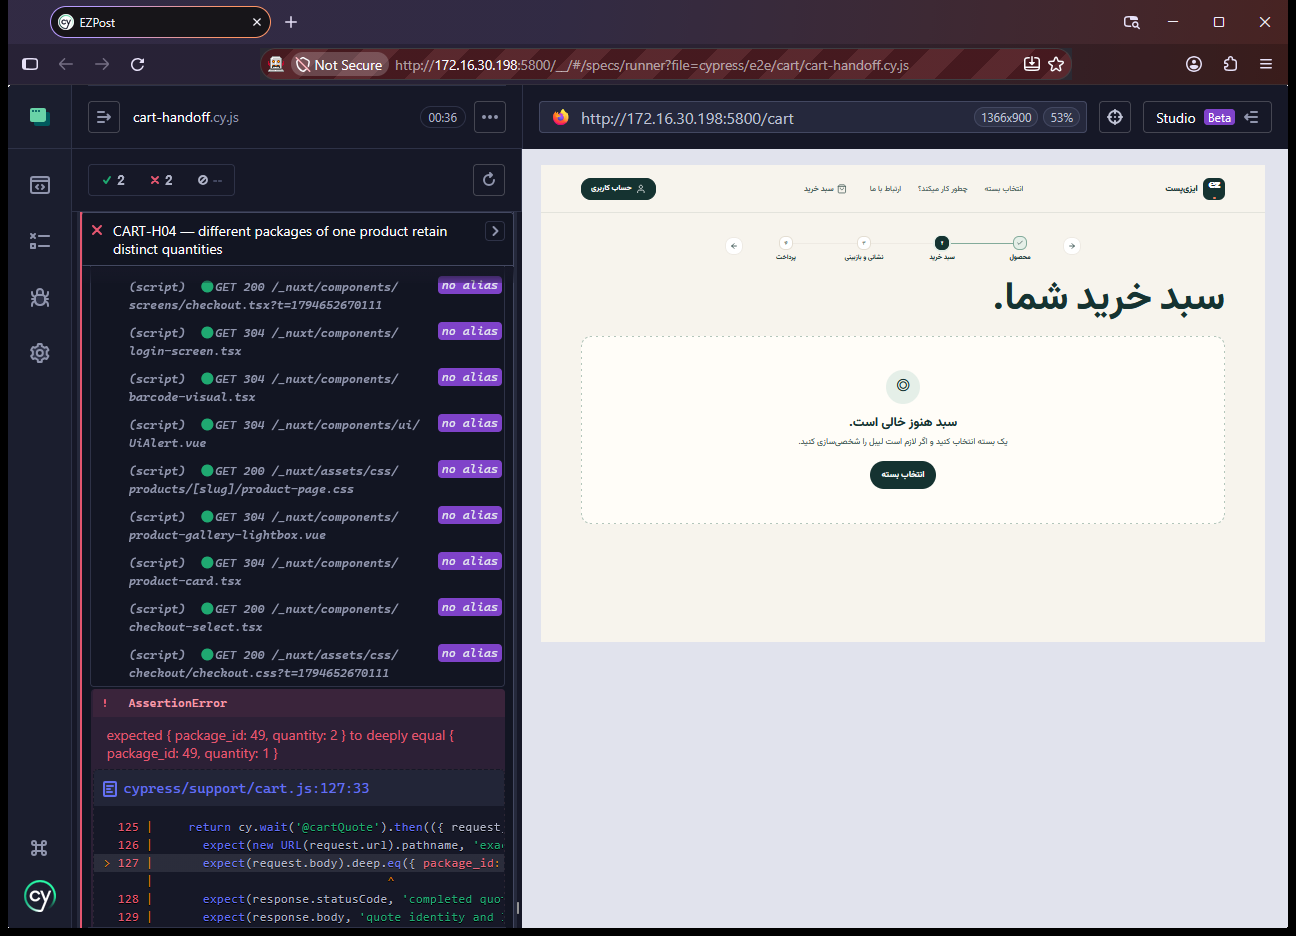 EZPost
Not Secure http://172.16.30.198:5800/__/#/specs/runner?file=cypress/e2e/cart/cart-handoff.cy.js
cart-handoff.cy.js 00:36
2 2 --
CART-H04 — different packages of one product retain
distinct quantities
(script) GET 200 /_nuxt/components/
screens/checkout.tsx?t=1794652670111
no alias
(script) GET 304 /_nuxt/components/
login-screen.tsx
no alias
(script) GET 304 /_nuxt/components/
barcode-visual.tsx
no alias
(script) GET 304 /_nuxt/components/ui/
UiAlert.vue
no alias
(script) GET 200 /_nuxt/assets/css/
products/[slug]/product-page.css
no alias
(script) GET 304 /_nuxt/components/
product-gallery-lightbox.vue
no alias
(script) GET 304 /_nuxt/components/
product-card.tsx
no alias
(script) GET 200 /_nuxt/components/
checkout-select.tsx
no alias
(script) GET 200 /_nuxt/assets/css/
checkout/checkout.css?t=1794652670111
no alias
! AssertionError
expected { package_id: 49, quantity: 2 } to deeply equal {
package_id: 49, quantity: 1 }
cypress/support/cart.js:127:33
125 | return cy.wait('@cartQuote').then(({ request,
126 | expect(new URL(request.url).pathname, 'exa
> 127 | expect(request.body).deep.eq({ package_id:
| ^
128 | expect(response.statusCode, 'completed quo
129 | expect(response.body, 'quote identity and
cy
http://172.16.30.198:5800/cart 1366x900 53%
Studio Beta
ایزی‌پست
انتخاب بسته
چطور کار میکند؟
ارتباط با ما
سبد خرید
حساب کاربری
محصول
سبد خرید
نشانی و بازبینی
پرداخت
سبد خرید شما.
سبد هنوز خالی است.
یک بسته انتخاب کنید و اگر لازم است لیبل را شخصی‌سازی کنید.
انتخاب بسته